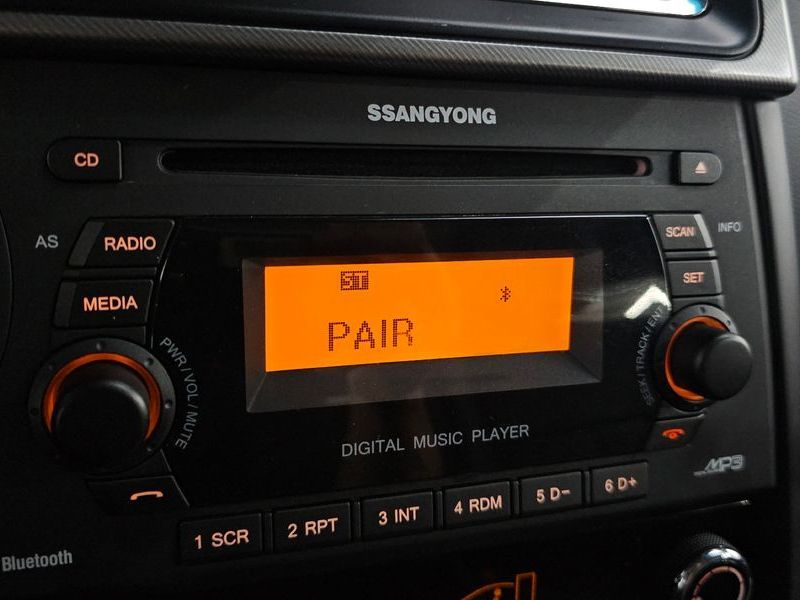 SSANGYONG
CD
AS
RADIO
SCAN
INFO
ST
SET
MEDIA
PAIR
PWR/VOL/MUTE
SEEK/TRACK/ENT
DIGITAL MUSIC PLAYER
MP3
1 SCR
2 RPT
3 INT
4 RDM
5 D-
6 D+
Bluetooth